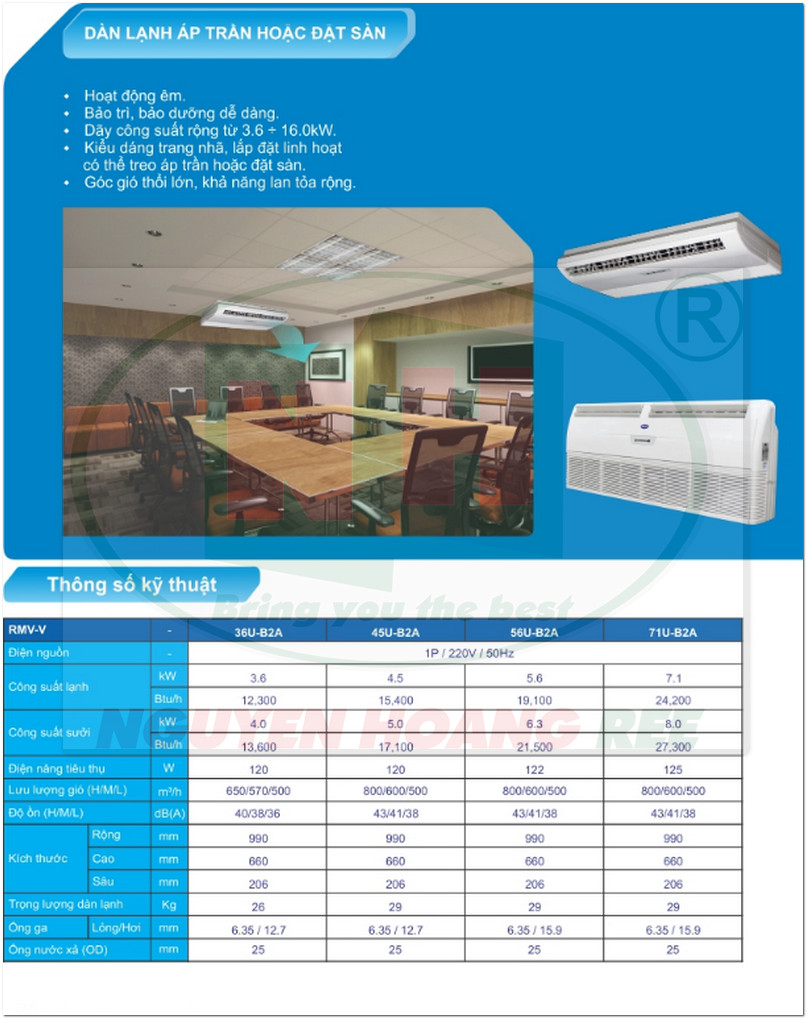 DÀN LẠNH ÁP TRẦN HOẶC ĐẶT SÀN
• Hoạt động êm.
• Bảo trì, bảo dưỡng dễ dàng.
• Dãy công suất rộng từ 3.6 ÷ 16.0kW.
• Kiểu dáng trang nhã, lắp đặt linh hoạt
có thể treo áp trần hoặc đặt sàn.
• Góc gió thổi lớn, khả năng lan tỏa rộng.
®
NH
Bring you the best
NGUYEN HOANG REE
Thông số kỹ thuật
RMV-V - 36U-B2A 45U-B2A 56U-B2A 71U-B2A
Điện nguồn - 1P / 220V / 50Hz
Công suất lạnh kW 3.6 4.5 5.6 7.1
Btu/h 12,300 15,400 19,100 24,200
Công suất sưởi kW 4.0 5.0 6.3 8.0
Btu/h 13,600 17,100 21,500 27,300
Điện năng tiêu thụ W 120 120 122 125
Lưu lượng gió (H/M/L) m³/h 650/570/500 800/600/500 800/600/500 800/600/500
Độ ồn (H/M/L) dB(A) 40/38/36 43/41/38 43/41/38 43/41/38
Kích thước Rộng mm 990 990 990 990
Cao mm 660 660 660 660
Sâu mm 206 206 206 206
Trọng lượng dàn lạnh Kg 26 29 29 29
Ống ga Lỏng/Hơi mm 6.35 / 12.7 6.35 / 12.7 6.35 / 15.9 6.35 / 15.9
Ống nước xả (OD) mm 25 25 25 25